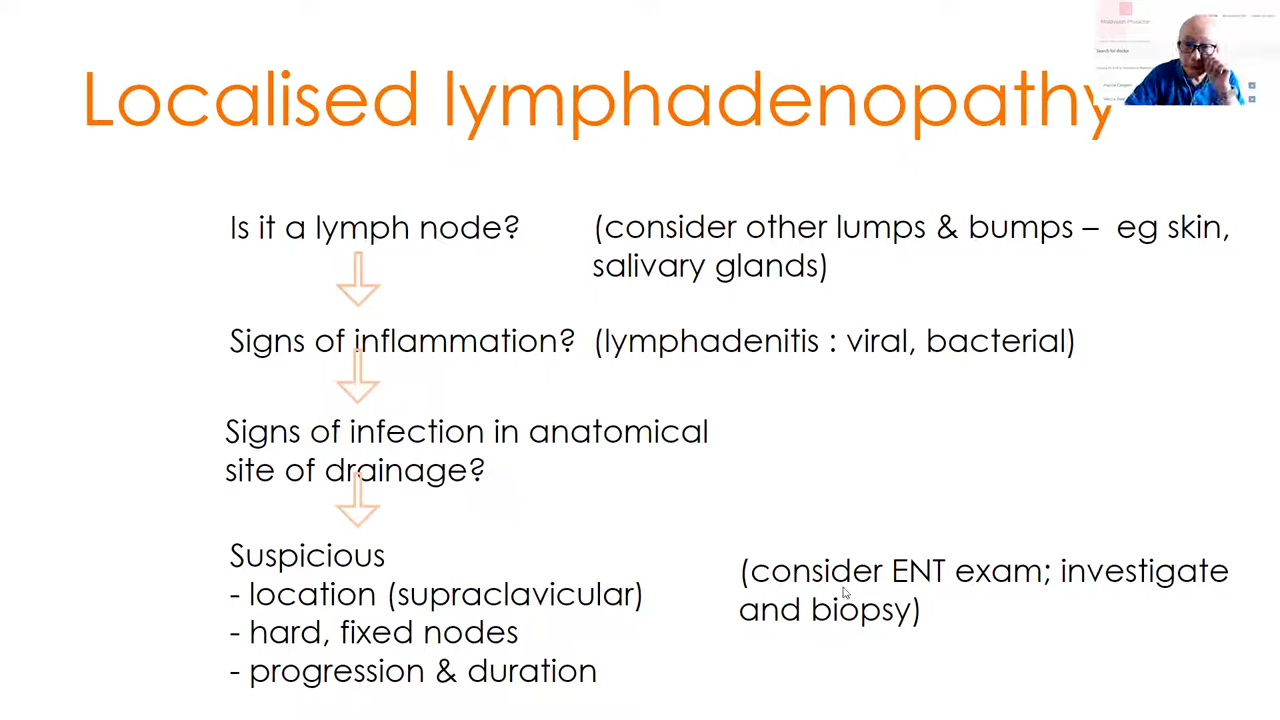 Localised lymphadenopathy
Is it a lymph node?
(consider other lumps & bumps – eg skin,
salivary glands)
Signs of inflammation?
(lymphadenitis : viral, bacterial)
Signs of infection in anatomical
site of drainage?
Suspicious
- location (supraclavicular)
- hard, fixed nodes
- progression & duration
(consider ENT exam; investigate
and biopsy)